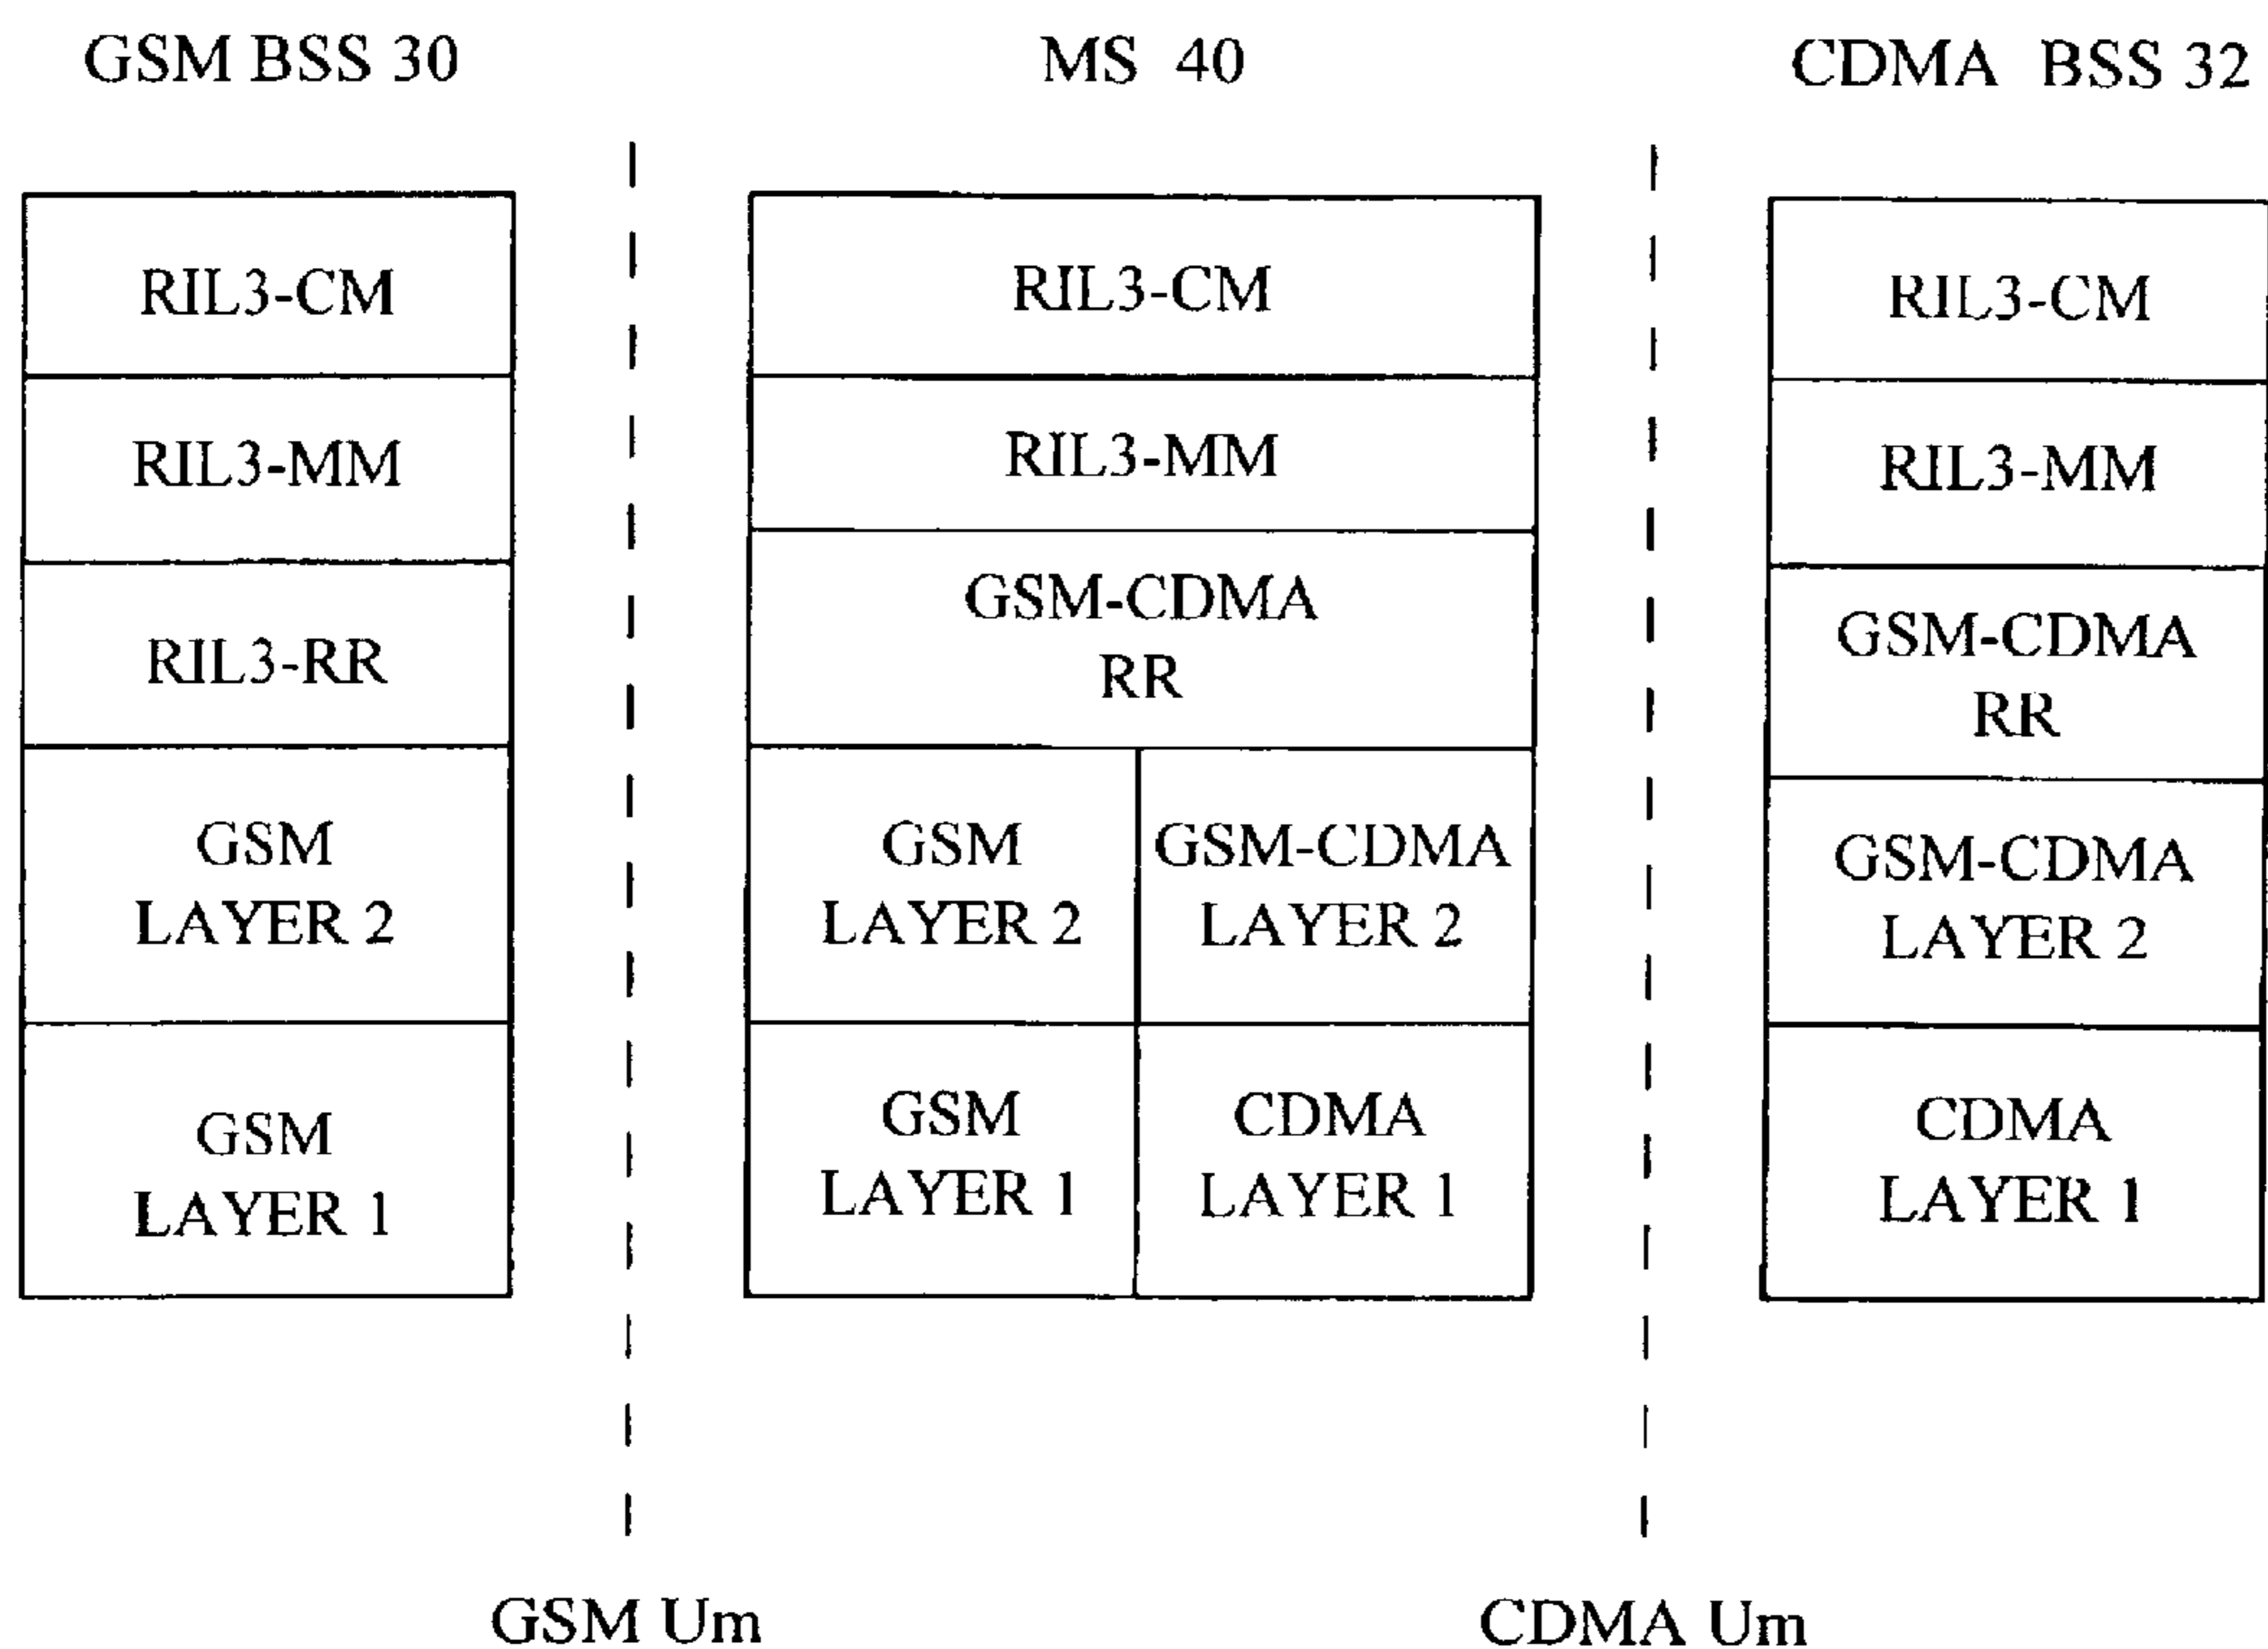 GSM BSS 30
MS 40
CDMA BSS 32
RIL3-CM
RIL3-MM
RIL3-RR
GSM
LAYER 2
GSM
LAYER 1
RIL3-CM
RIL3-MM
GSM-CDMA
RR
GSM
LAYER 2
GSM-CDMA
LAYER 2
GSM
LAYER 1
CDMA
LAYER 1
RIL3-CM
RIL3-MM
GSM-CDMA
RR
GSM-CDMA
LAYER 2
CDMA
LAYER 1
GSM Um
CDMA Um